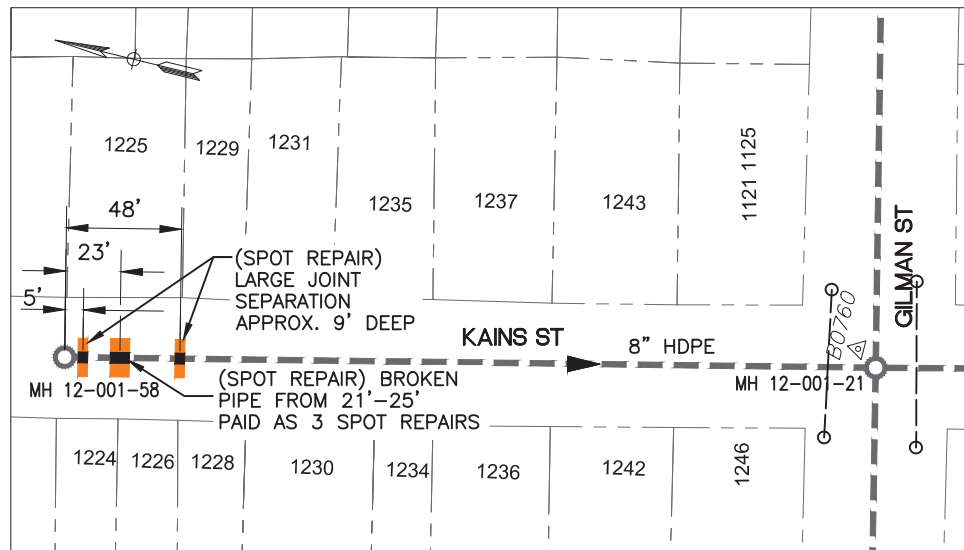 1225
1229
1231
1235
1237
1243
1121 1125
48'
23'
5'
(SPOT REPAIR)
LARGE JOINT
SEPARATION
APPROX. 9' DEEP
KAINS ST
8" HDPE
GILMAN ST
B0760
MH 12-001-58
MH 12-001-21
(SPOT REPAIR) BROKEN
PIPE FROM 21'-25'
PAID AS 3 SPOT REPAIRS
1224
1226
1228
1230
1234
1236
1242
1246